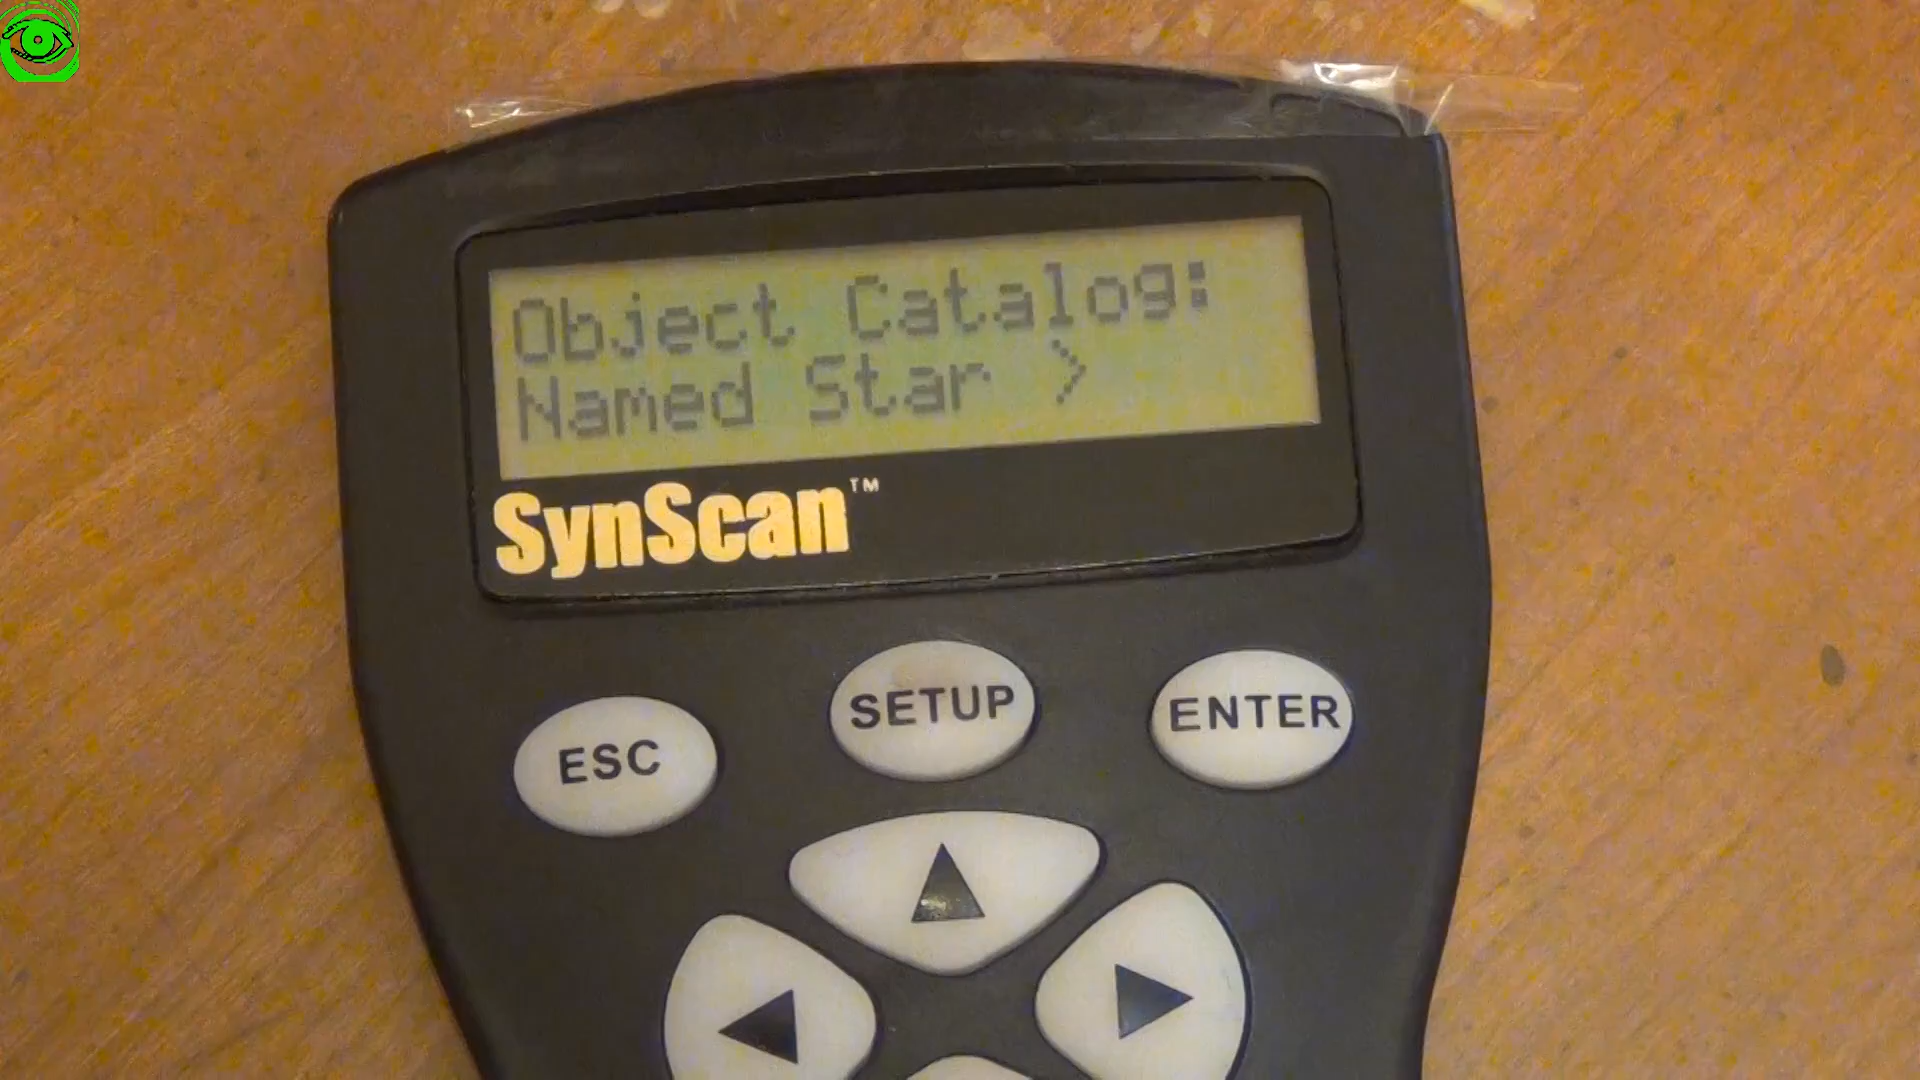 Object Catalog:
Named Star >
SynScan™
ESC
SETUP
ENTER